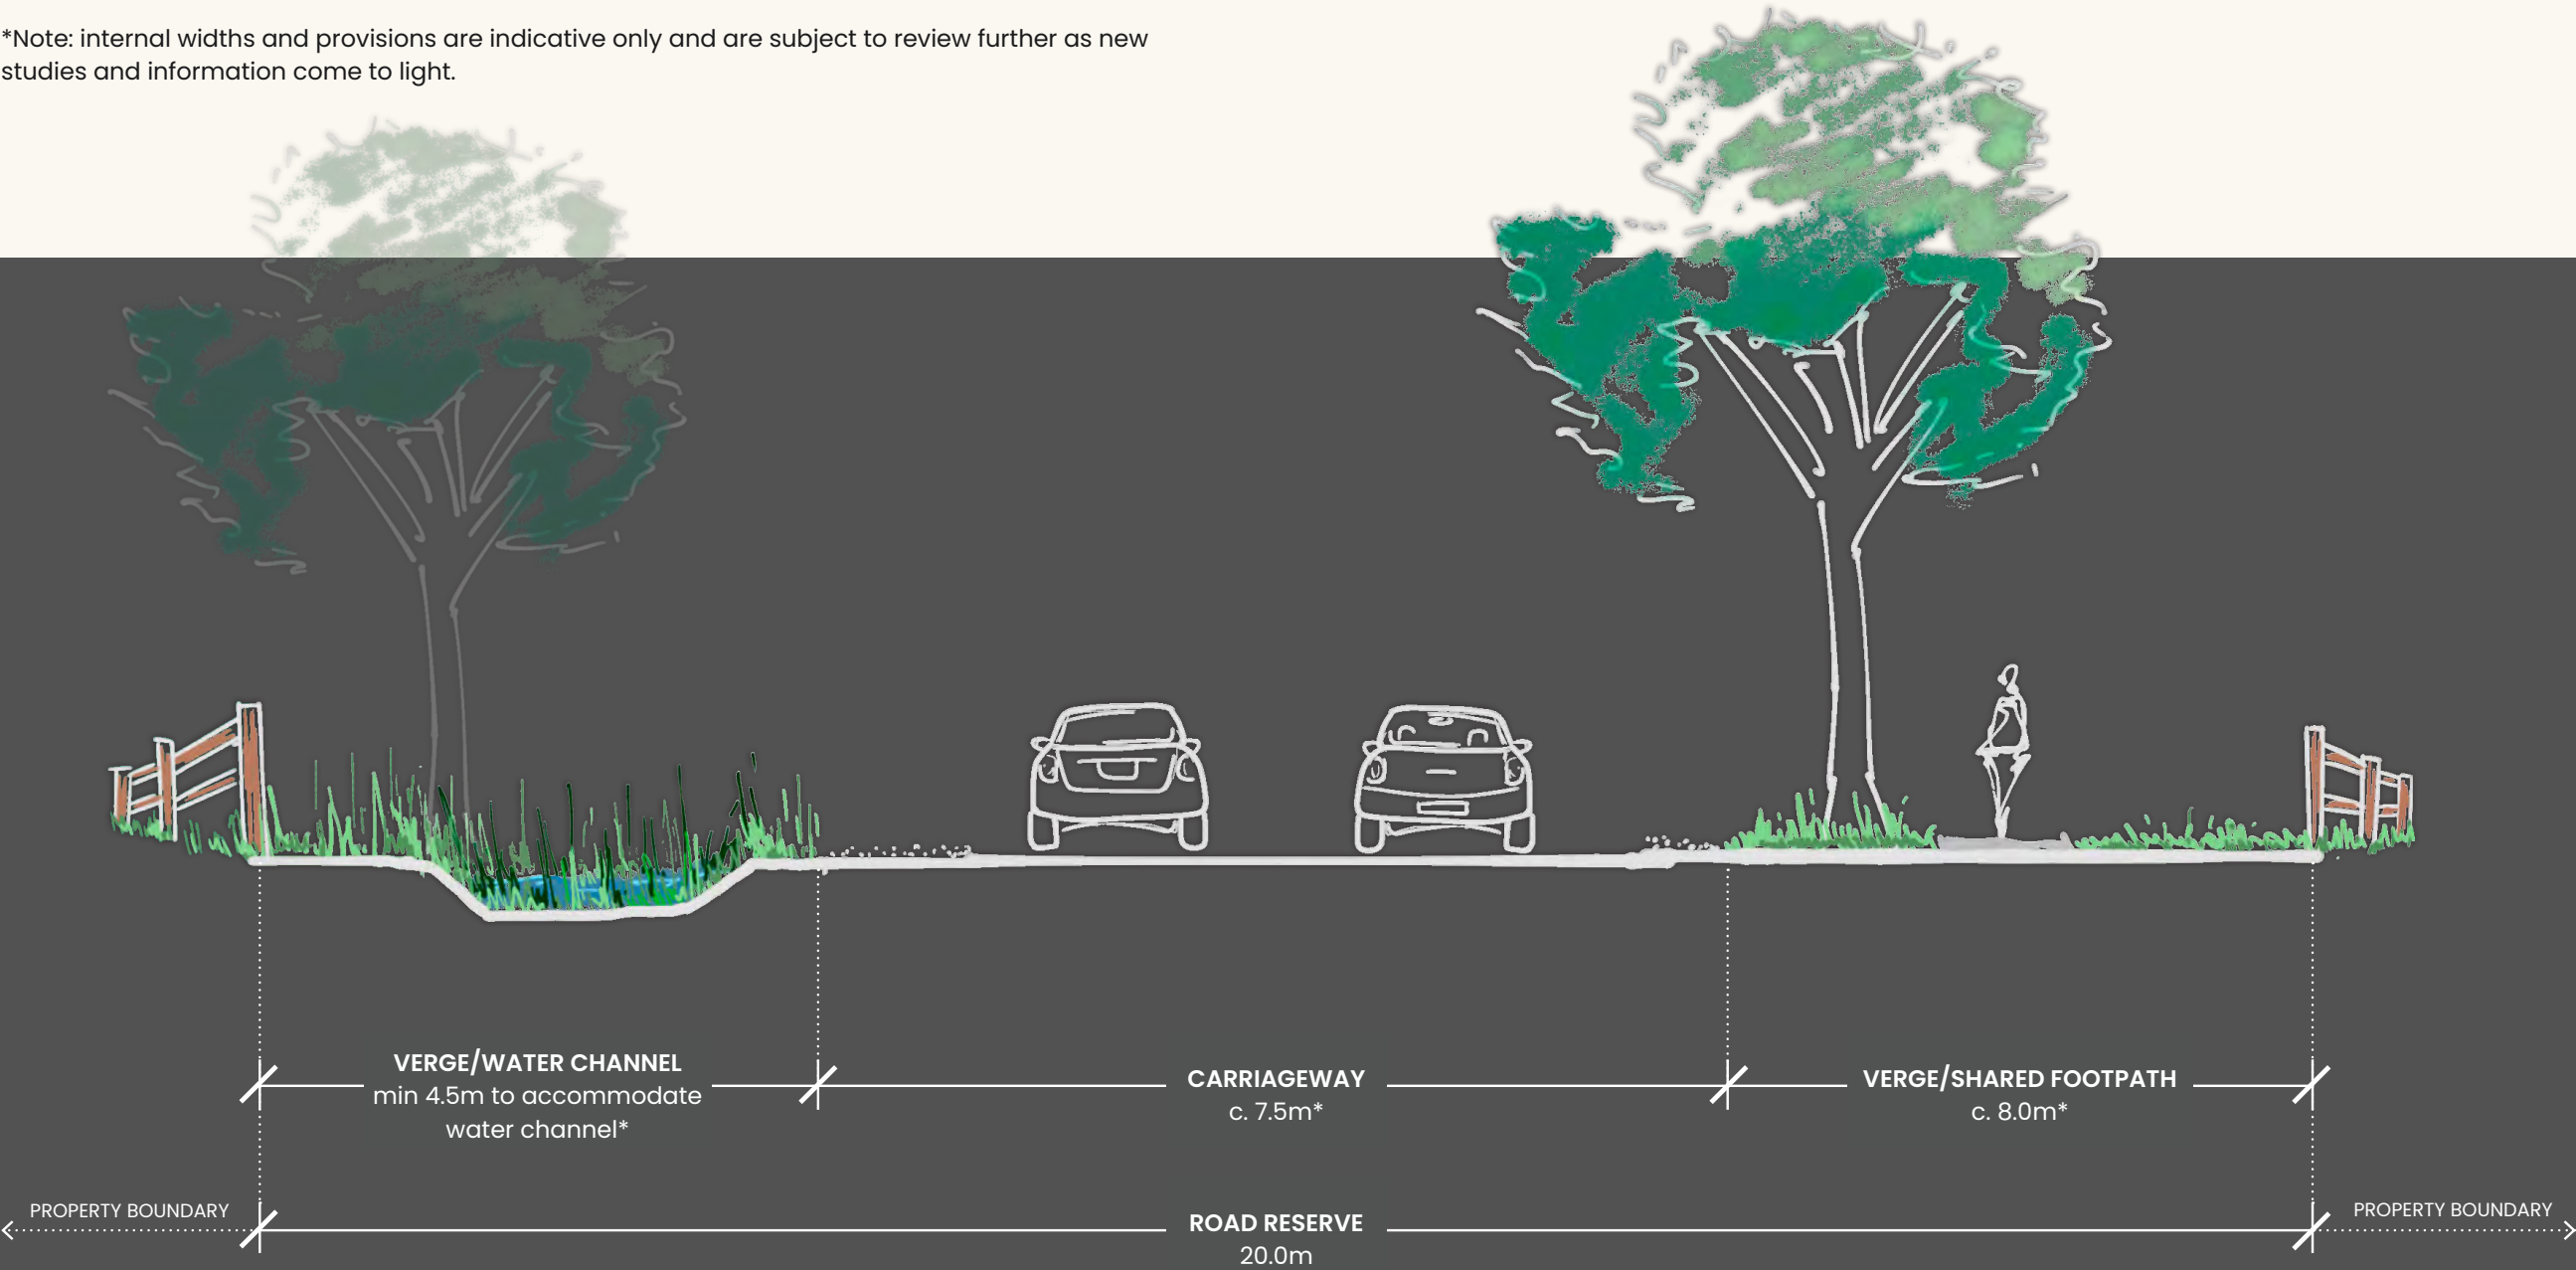 *Note: internal widths and provisions are indicative only and are subject to review further as new
studies and information come to light.
VERGE/WATER CHANNEL
min 4.5m to accommodate
water channel*
CARRIAGEWAY
c. 7.5m*
VERGE/SHARED FOOTPATH
c. 8.0m*
PROPERTY BOUNDARY
ROAD RESERVE
20.0m
PROPERTY BOUNDARY